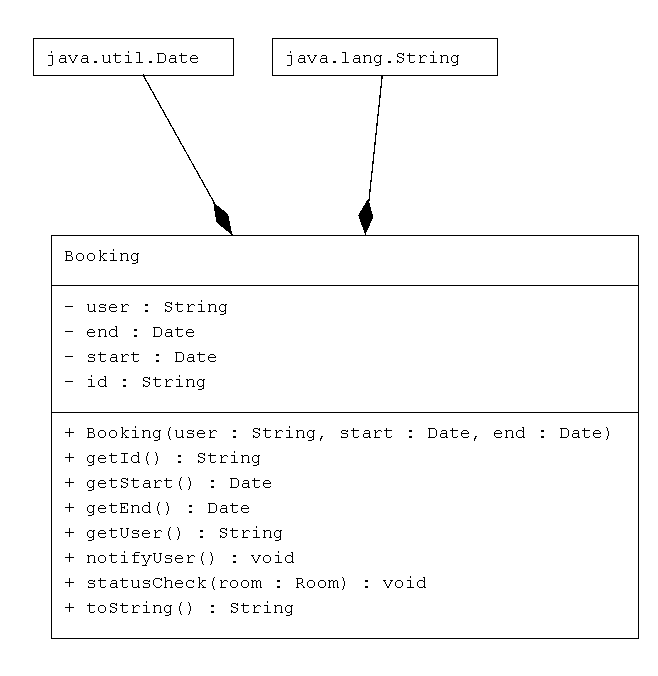 java.util.Date
java.lang.String
Booking
- user : String
- end : Date
- start : Date
- id : String
+ Booking(user : String, start : Date, end : Date)
+ getId() : String
+ getStart() : Date
+ getEnd() : Date
+ getUser() : String
+ notifyUser() : void
+ statusCheck(room : Room) : void
+ toString() : String